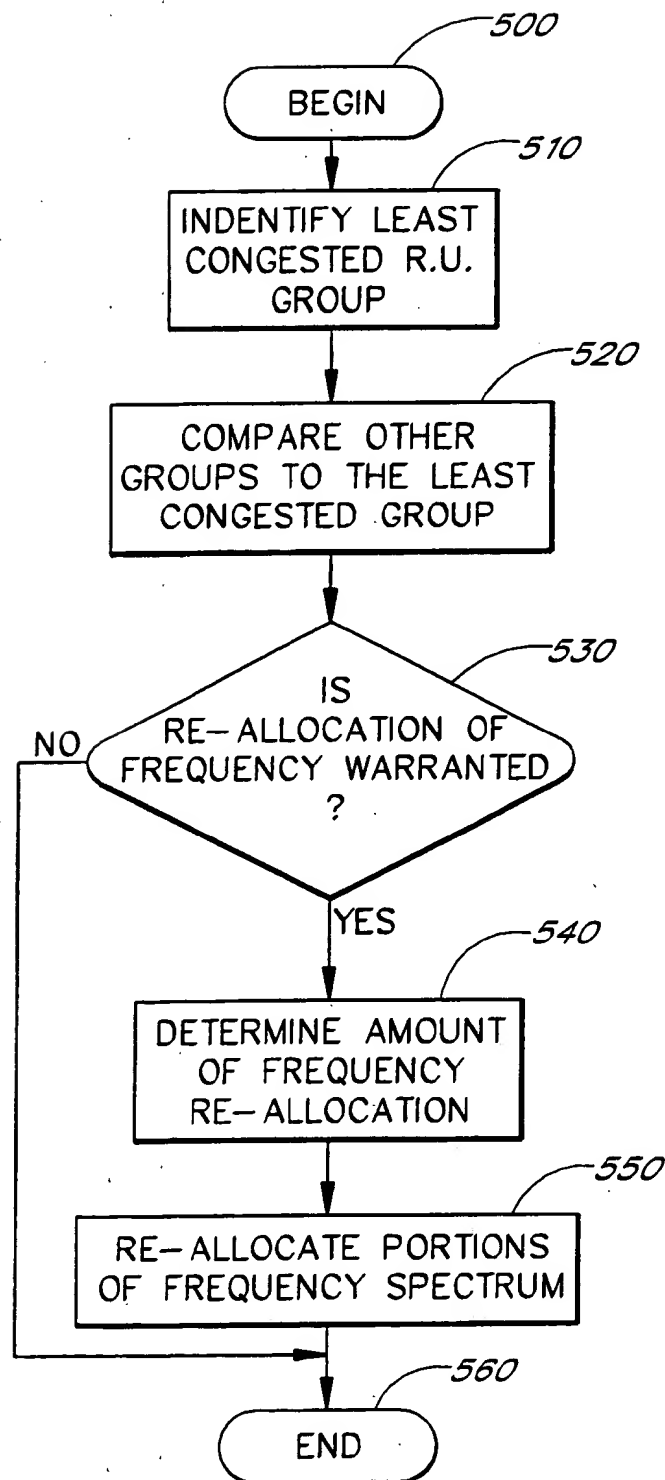 500
BEGIN
510
INDENTIFY LEAST
CONGESTED R.U.
GROUP
520
COMPARE OTHER
GROUPS TO THE LEAST
CONGESTED GROUP
530
IS
RE-ALLOCATION OF
FREQUENCY WARRANTED
?
NO
YES
540
DETERMINE AMOUNT
OF FREQUENCY
RE-ALLOCATION
550
RE-ALLOCATE PORTIONS
OF FREQUENCY SPECTRUM
560
END